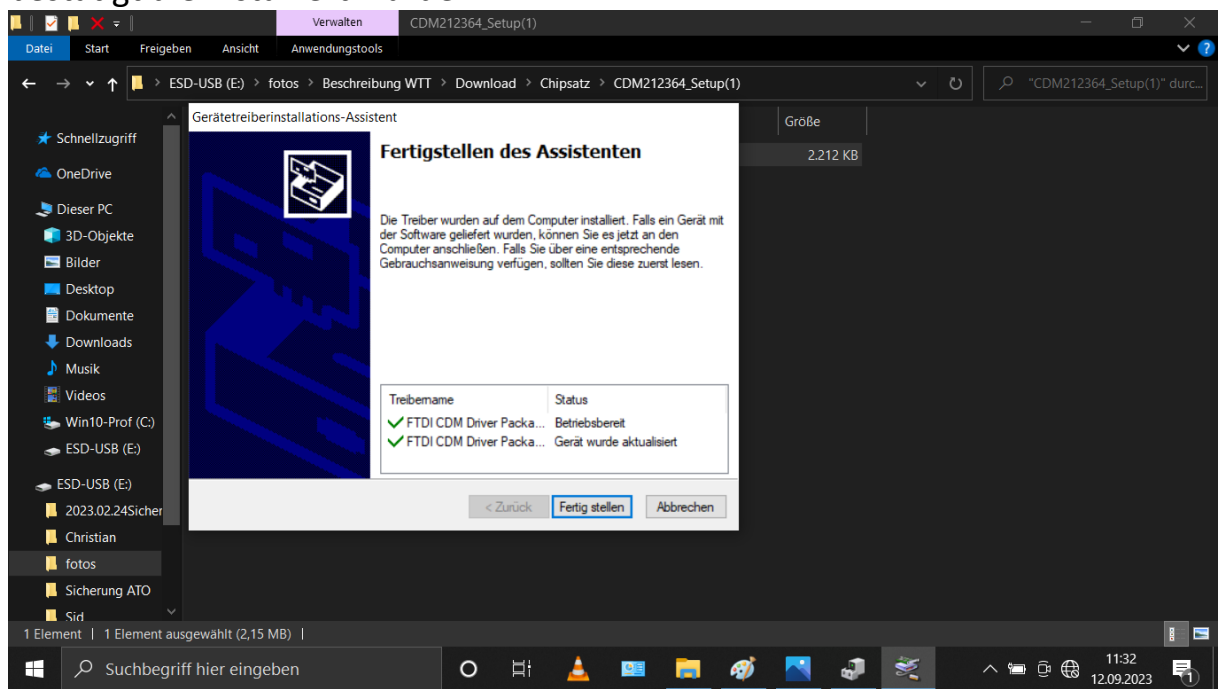 Verwalten
CDM212364_Setup(1)
Datei
Start
Freigeben
Ansicht
Anwendungstools
ESD-USB (E:) > fotos > Beschreibung WTT > Download > Chipsatz > CDM212364_Setup(1)
"CDM212364_Setup(1)" durc...
Schnellzugriff
OneDrive
Dieser PC
3D-Objekte
Bilder
Desktop
Dokumente
Downloads
Musik
Videos
Win10-Prof (C:)
ESD-USB (E:)
ESD-USB (E:)
2023.02.24Sicher
Christian
fotos
Sicherung ATO
Sid
Größe
2.212 KB
Gerätetreiberinstallations-Assistent
Fertigstellen des Assistenten
Die Treiber wurden auf dem Computer installiert. Falls ein Gerät mit
der Software geliefert wurden, können Sie es jetzt an den
Computer anschließen. Falls Sie über eine entsprechende
Gebrauchsanweisung verfügen, sollten Sie diese zuerst lesen.
Treibername Status
FTDI CDM Driver Packa... Betriebsbereit
FTDI CDM Driver Packa... Gerät wurde aktualisiert
< Zurück
Fertig stellen
Abbrechen
1 Element | 1 Element ausgewählt (2,15 MB) |
Suchbegriff hier eingeben
11:32
12.09.2023
1